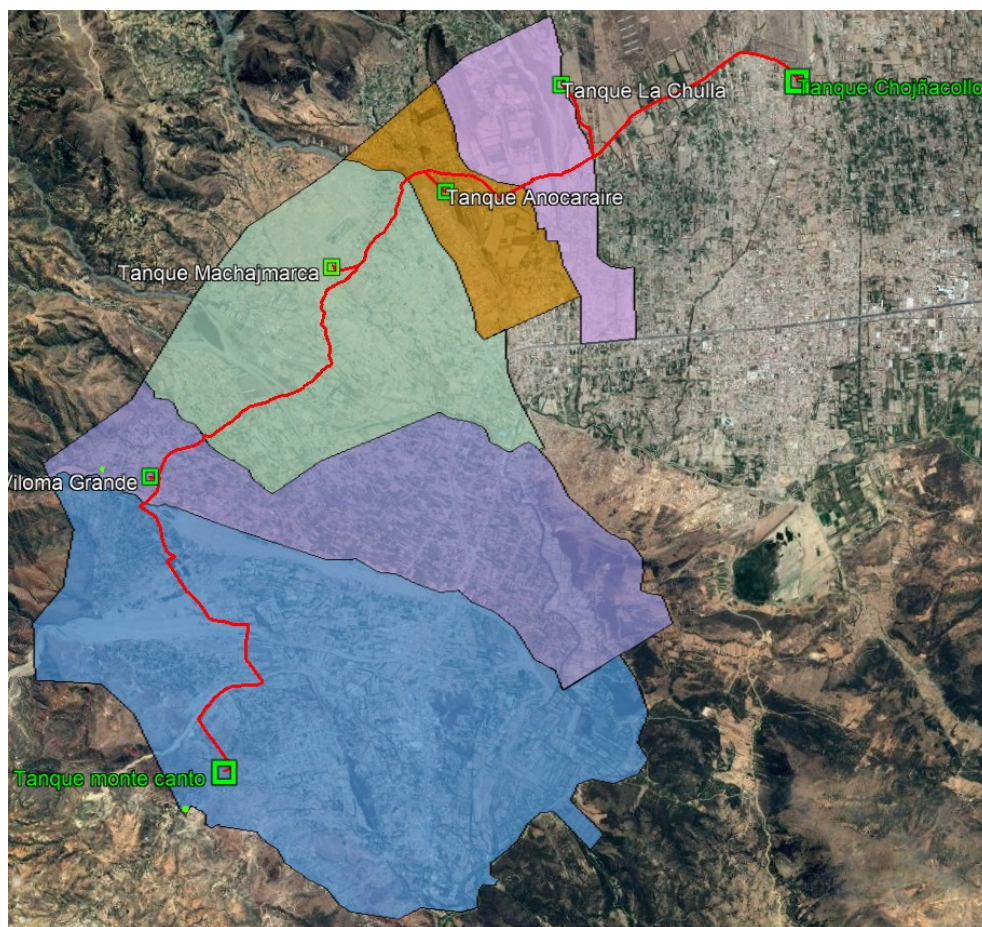 Tanque La Chulla
Tanque Chojñacollo
Tanque Anocaraire
Tanque Machajmarca
Viloma Grande
Tanque monte canto